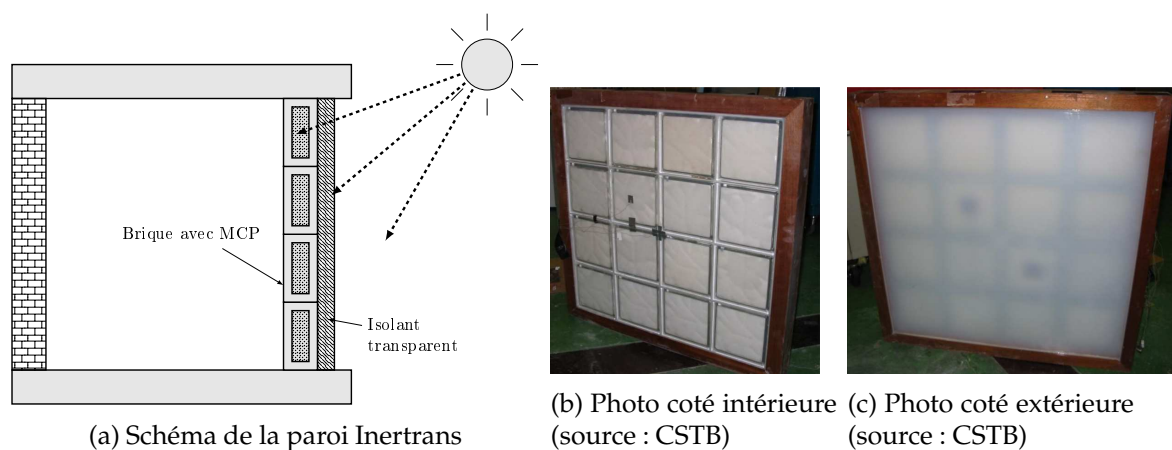 Brique avec MCP
Isolant
transparent
(a) Schéma de la paroi Inertrans
(b) Photo coté intérieure
(source : CSTB)
(c) Photo coté extérieure
(source : CSTB)